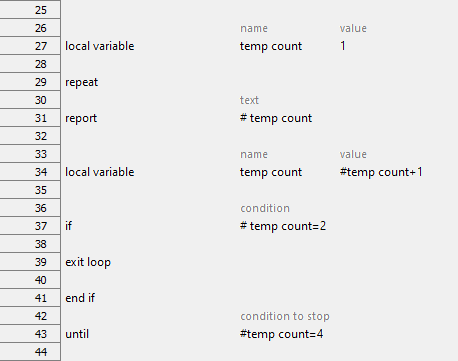 25
26 name value
27 local variable temp count 1
28
29 repeat
30 text
31 report # temp count
32
33 name value
34 local variable temp count #temp count+1
35
36 condition
37 if # temp count=2
38
39 exit loop
40
41 end if
42 condition to stop
43 until #temp count=4
44